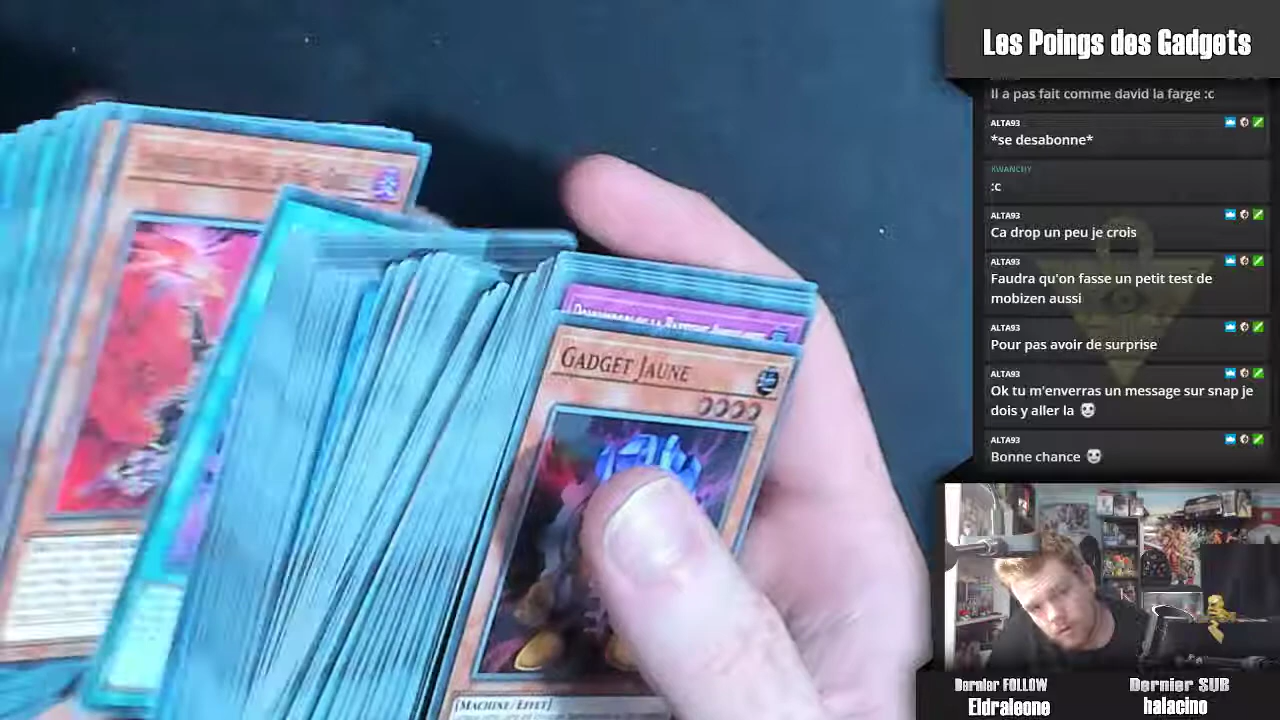 Les Poings des Gadgets
Il a pas fait comme david la farge :c
ALTA93
*se desabonne*
KWANCHY
:c
ALTA93
Ca drop un peu je crois
ALTA93
Faudra qu'on fasse un petit test de
mobizen aussi
ALTA93
Pour pas avoir de surprise
ALTA93
Ok tu m'enverras un message sur snap je
dois y aller la
ALTA93
Bonne chance
GADGET JAUNE
[MACHINE/EFFET]
Dernier FOLLOW
Eldraleone
Dernier SUB
halacino